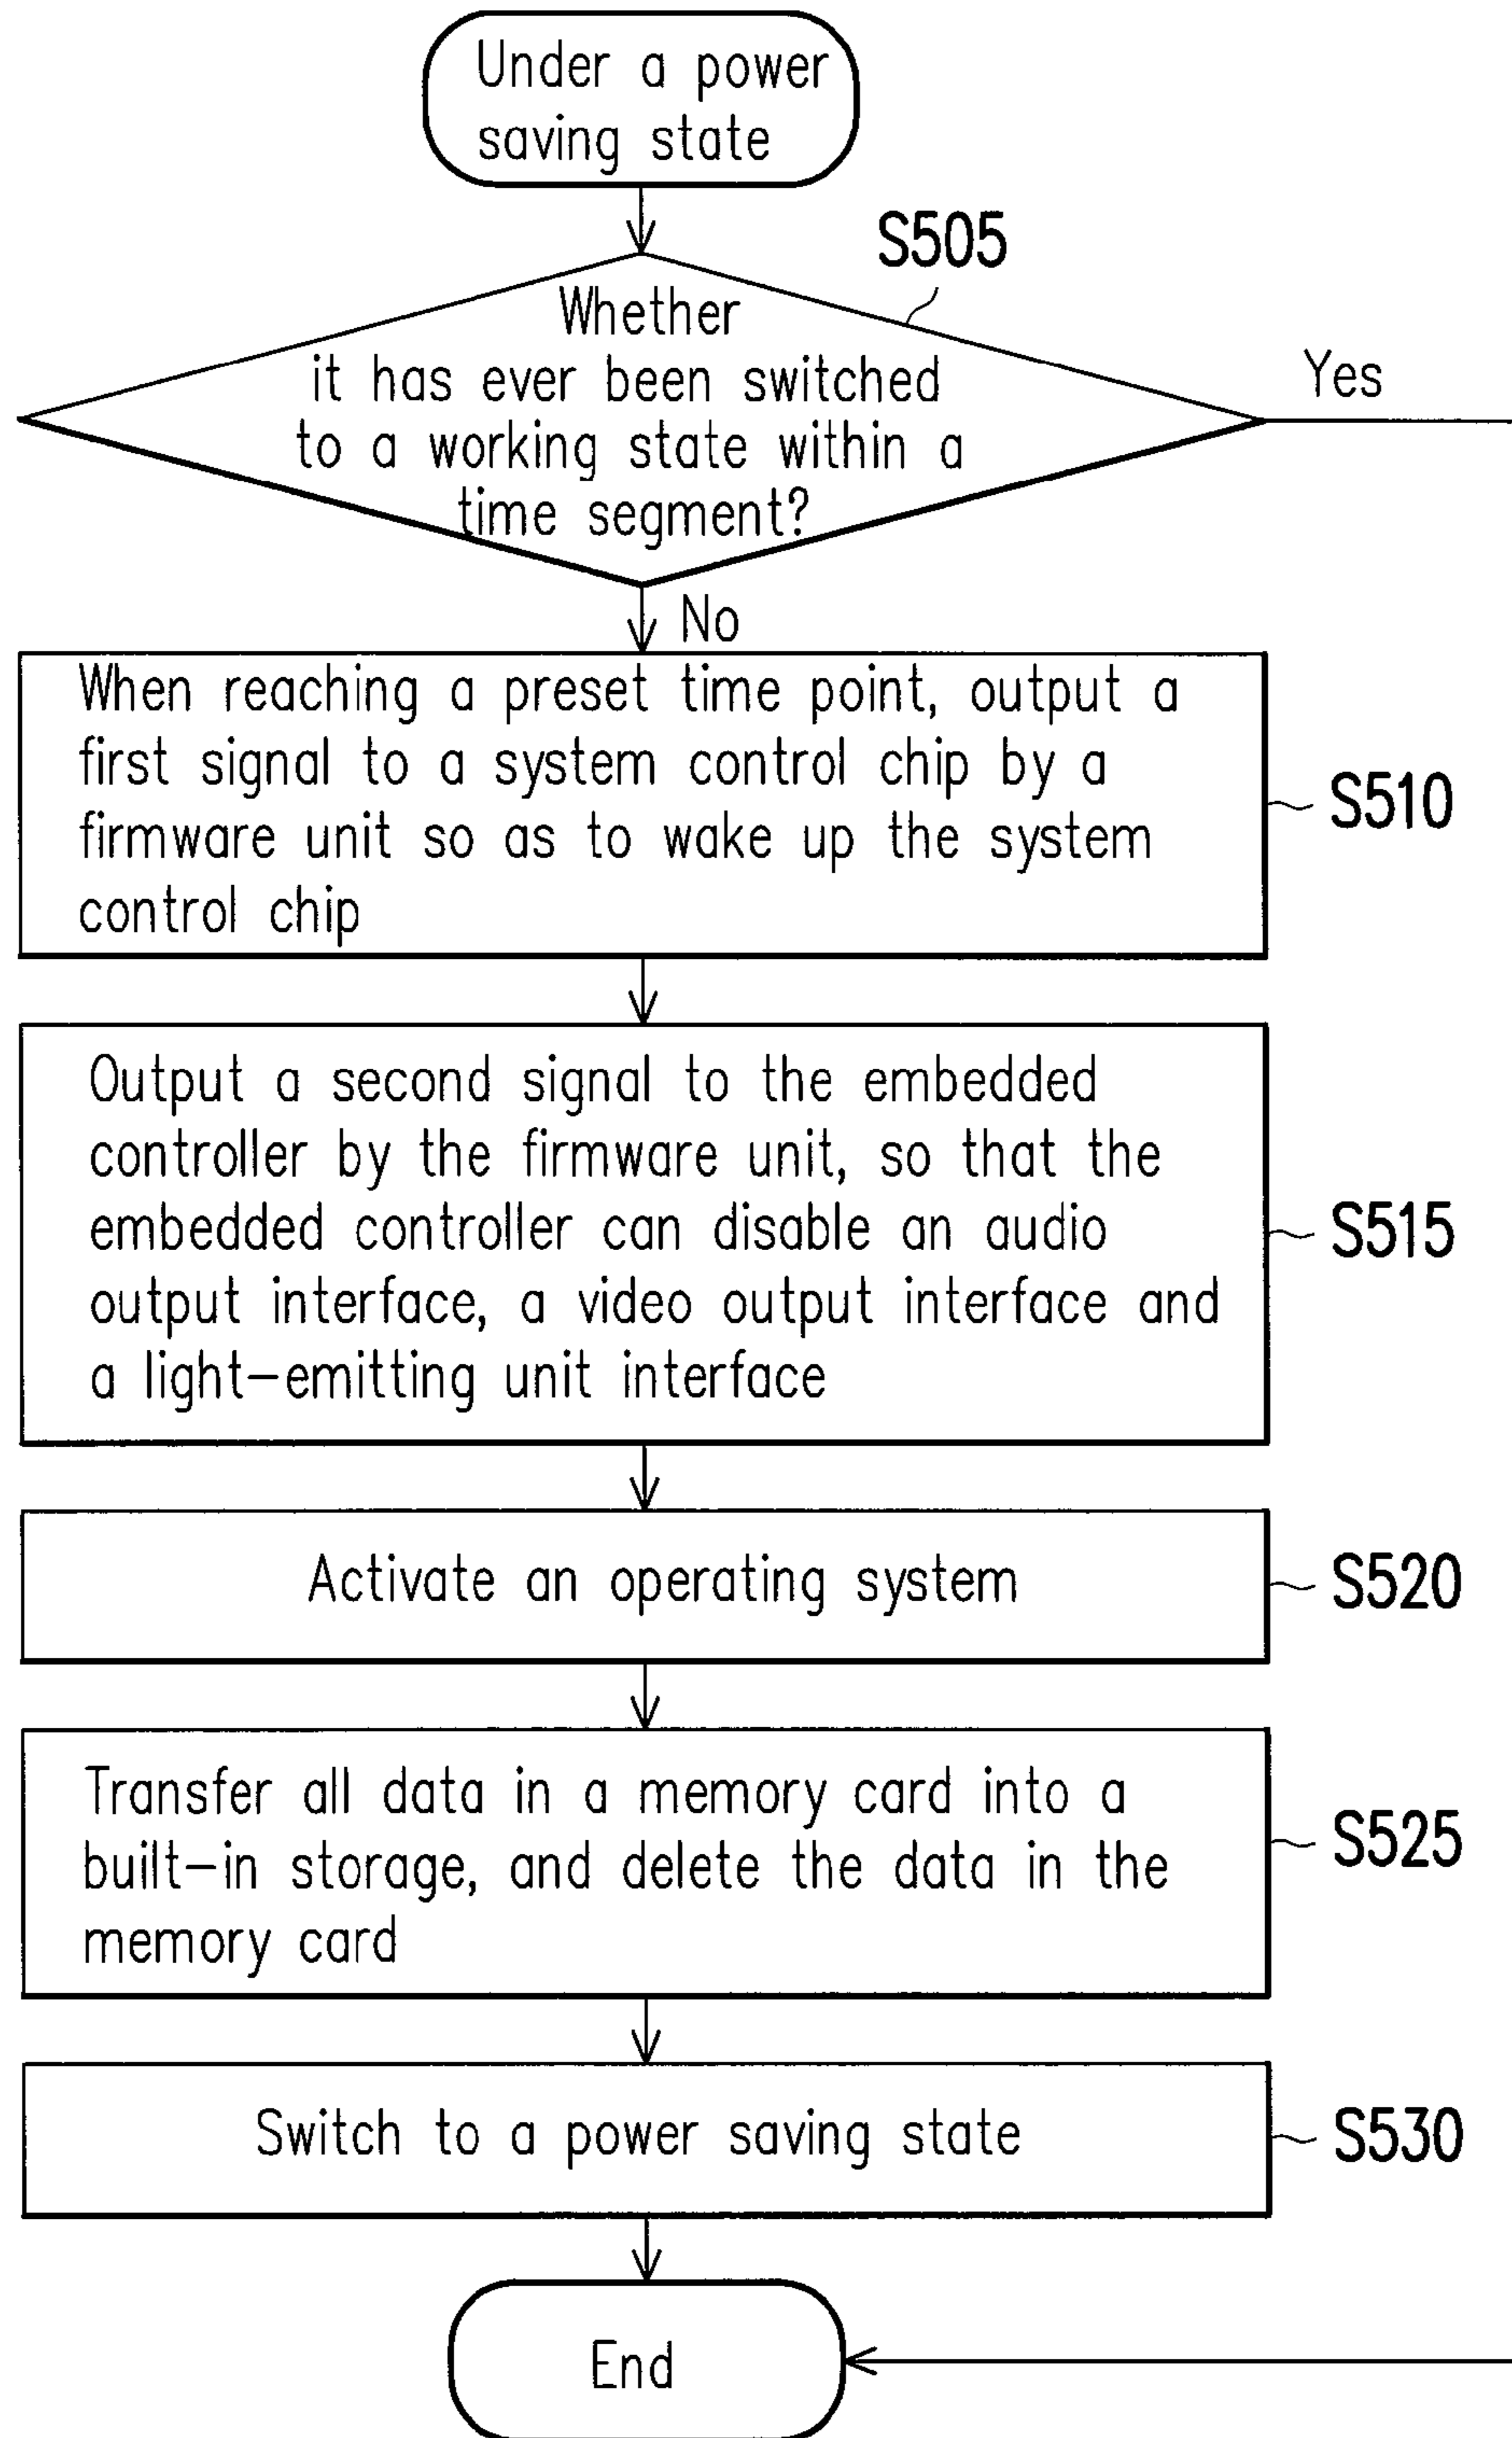 Under a power
saving state
S505
Whether
it has ever been switched
to a working state within a
time segment?
Yes
No
When reaching a preset time point, output a
first signal to a system control chip by a
firmware unit so as to wake up the system
control chip
S510
Output a second signal to the embedded
controller by the firmware unit, so that the
embedded controller can disable an audio
output interface, a video output interface and
a light-emitting unit interface
S515
Activate an operating system
S520
Transfer all data in a memory card into a
built-in storage, and delete the data in the
memory card
S525
Switch to a power saving state
S530
End